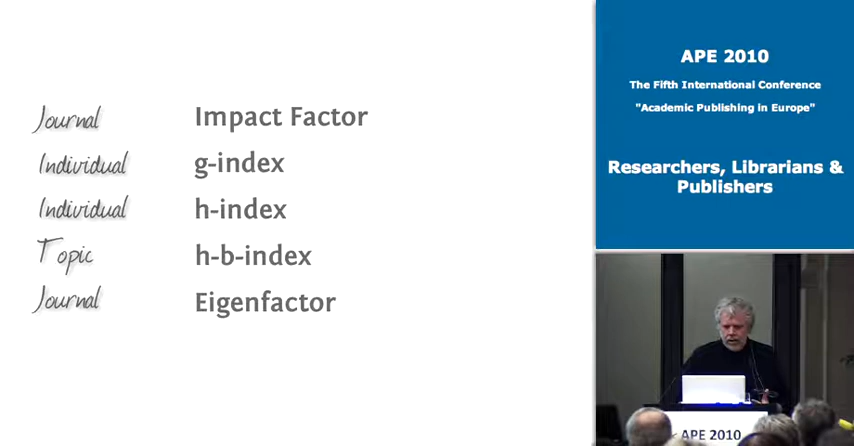 Journal Impact Factor
Individual g-index
Individual h-index
Topic h-b-index
Journal Eigenfactor
APE 2010
The Fifth International Conference
"Academic Publishing in Europe"
Researchers, Librarians &
Publishers
APE 2010